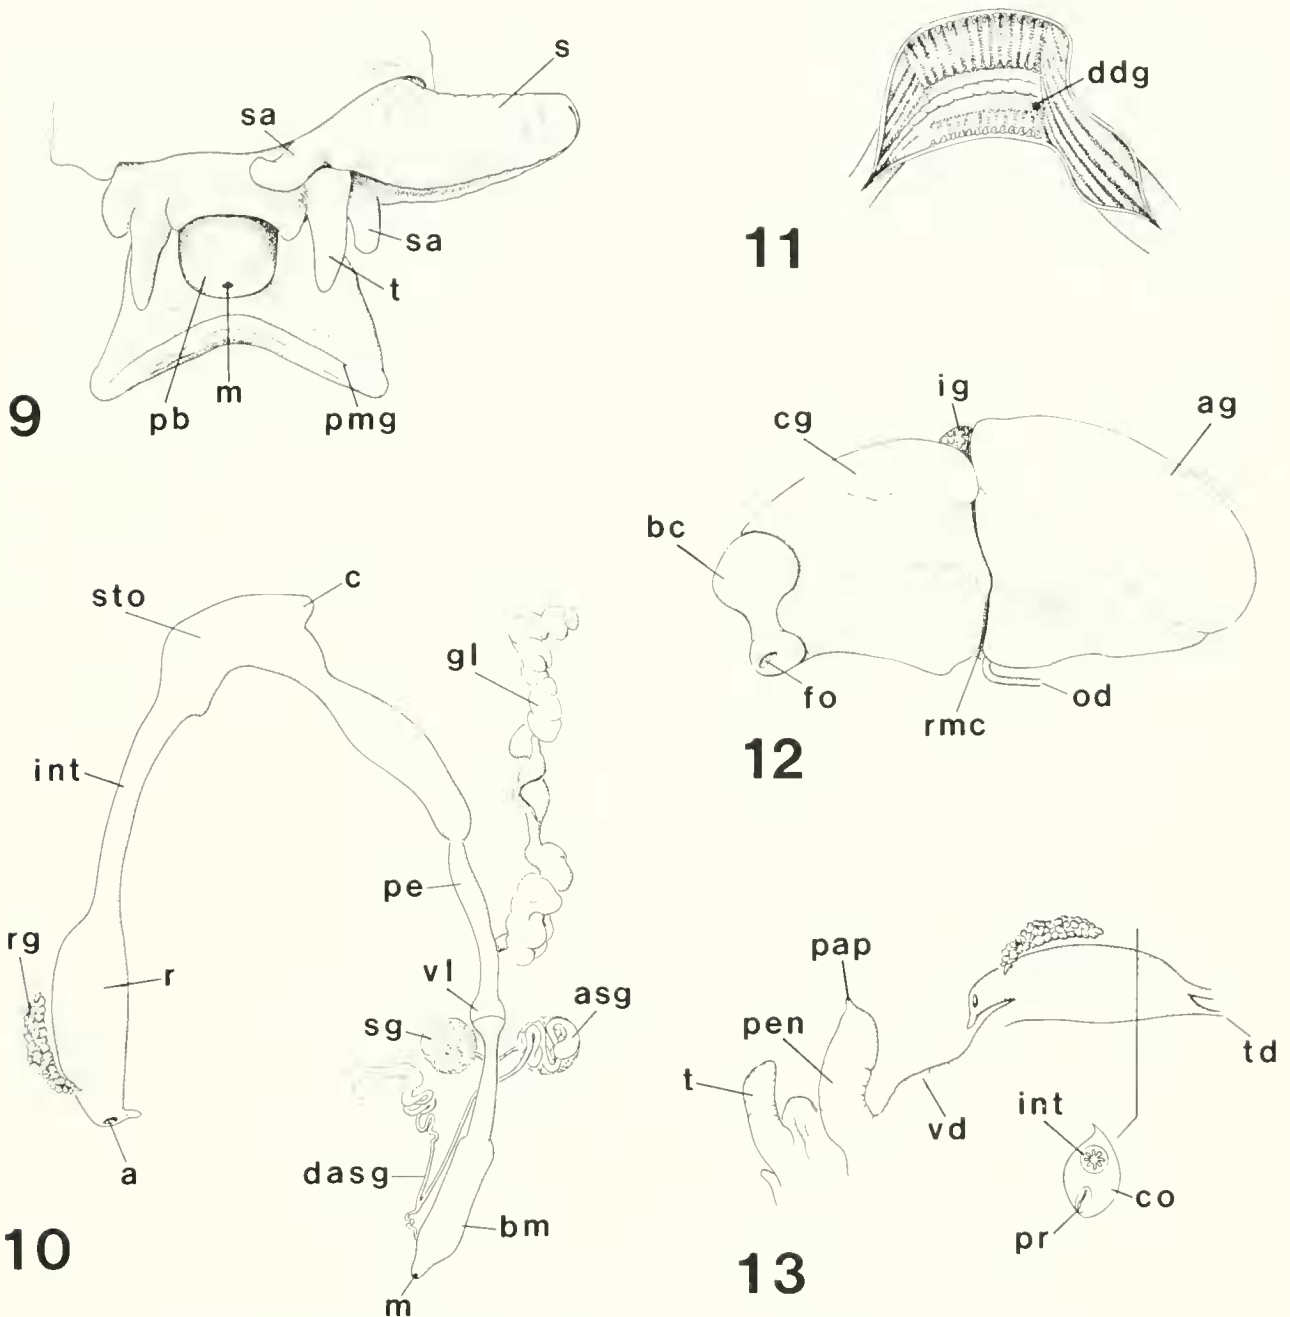 s
sa
sa
t
m
pb
pmg
9
ddg
11
ig
cg
ag
bc
fo
od
rmc
12
c
sto
gl
int
pe
rg
r
vl
asg
sg
a
dasg
bm
m
10
pap
pen
t
td
vd
int
co
pr
13